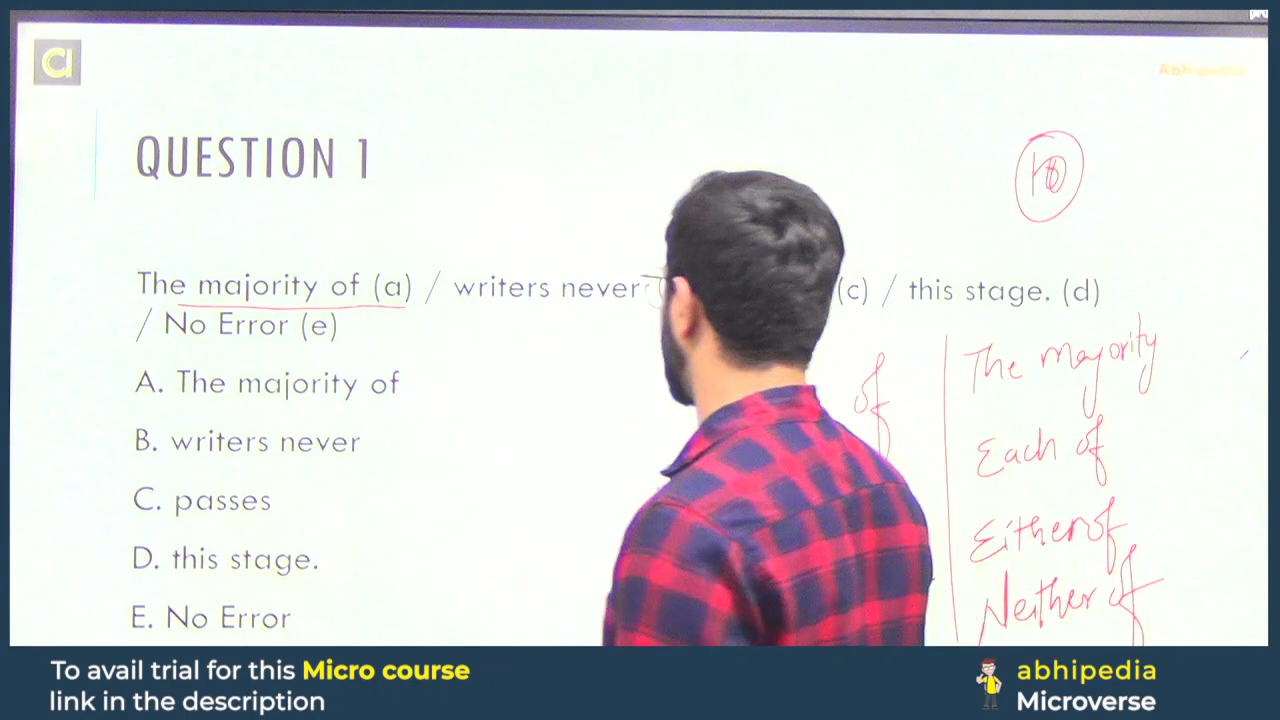 Abhipedia
QUESTION 1
The majority of (a) / writers never (c) / this stage. (d)
/ No Error (e)
A. The majority of
B. writers never
C. passes
D. this stage.
E. No Error
of
The majority
Each of
Either of
Neither of
To avail trial for this Micro course
link in the description
abhipedia
Microverse